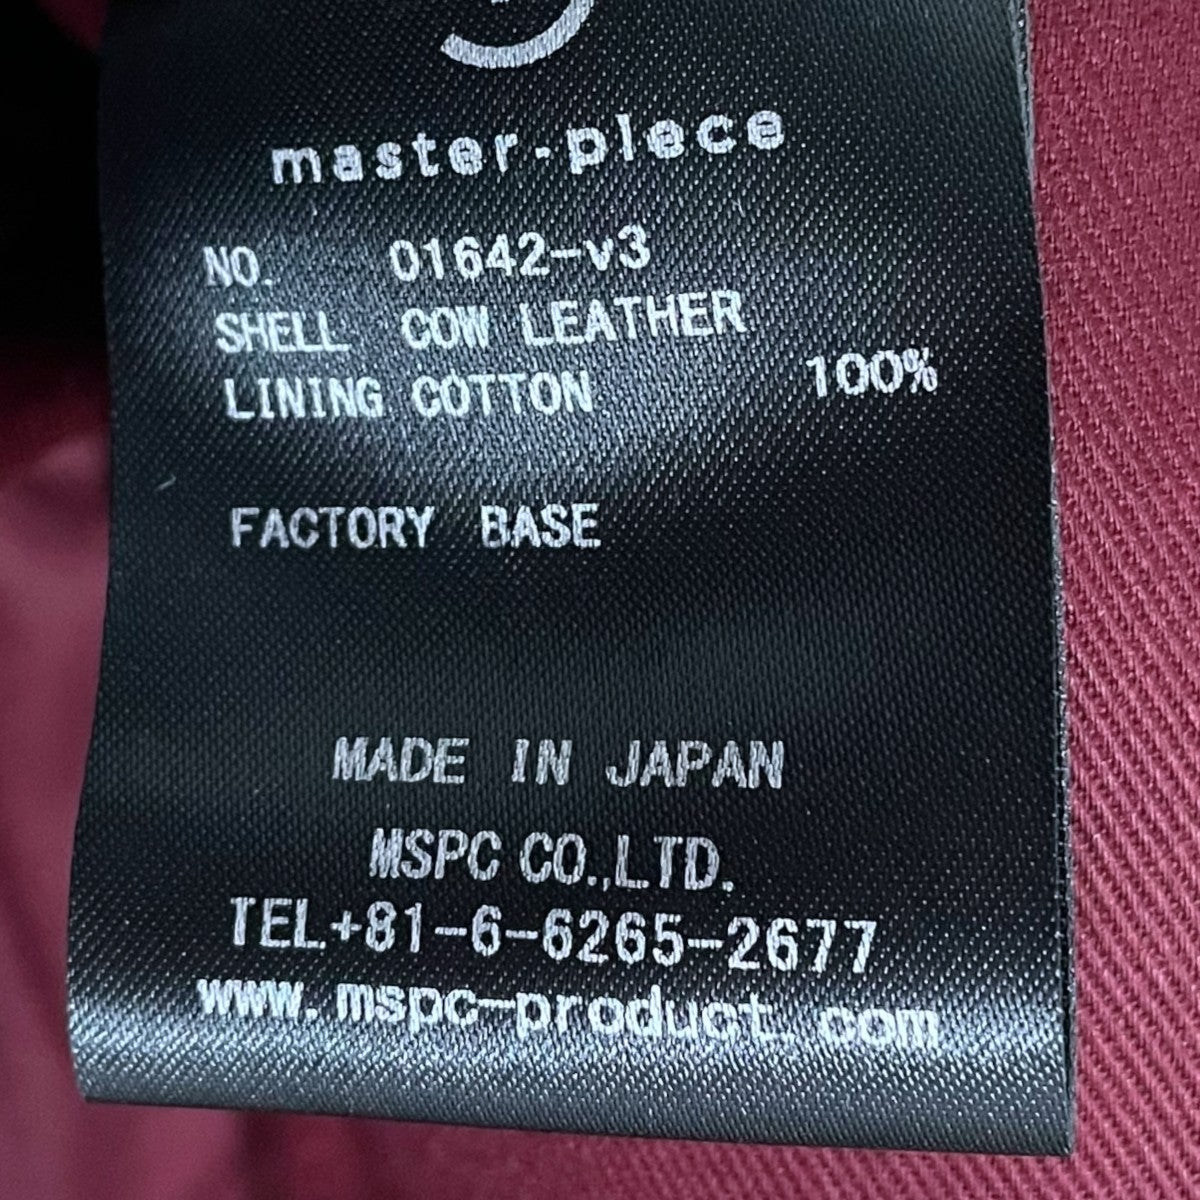 master-piece
NO. 01642-v3
SHELL COW LEATHER
LINING COTTON 100%
FACTORY BASE
MADE IN JAPAN
MSPC CO.,LTD.
TEL+81-6-6265-2677
www.mspc-product.com